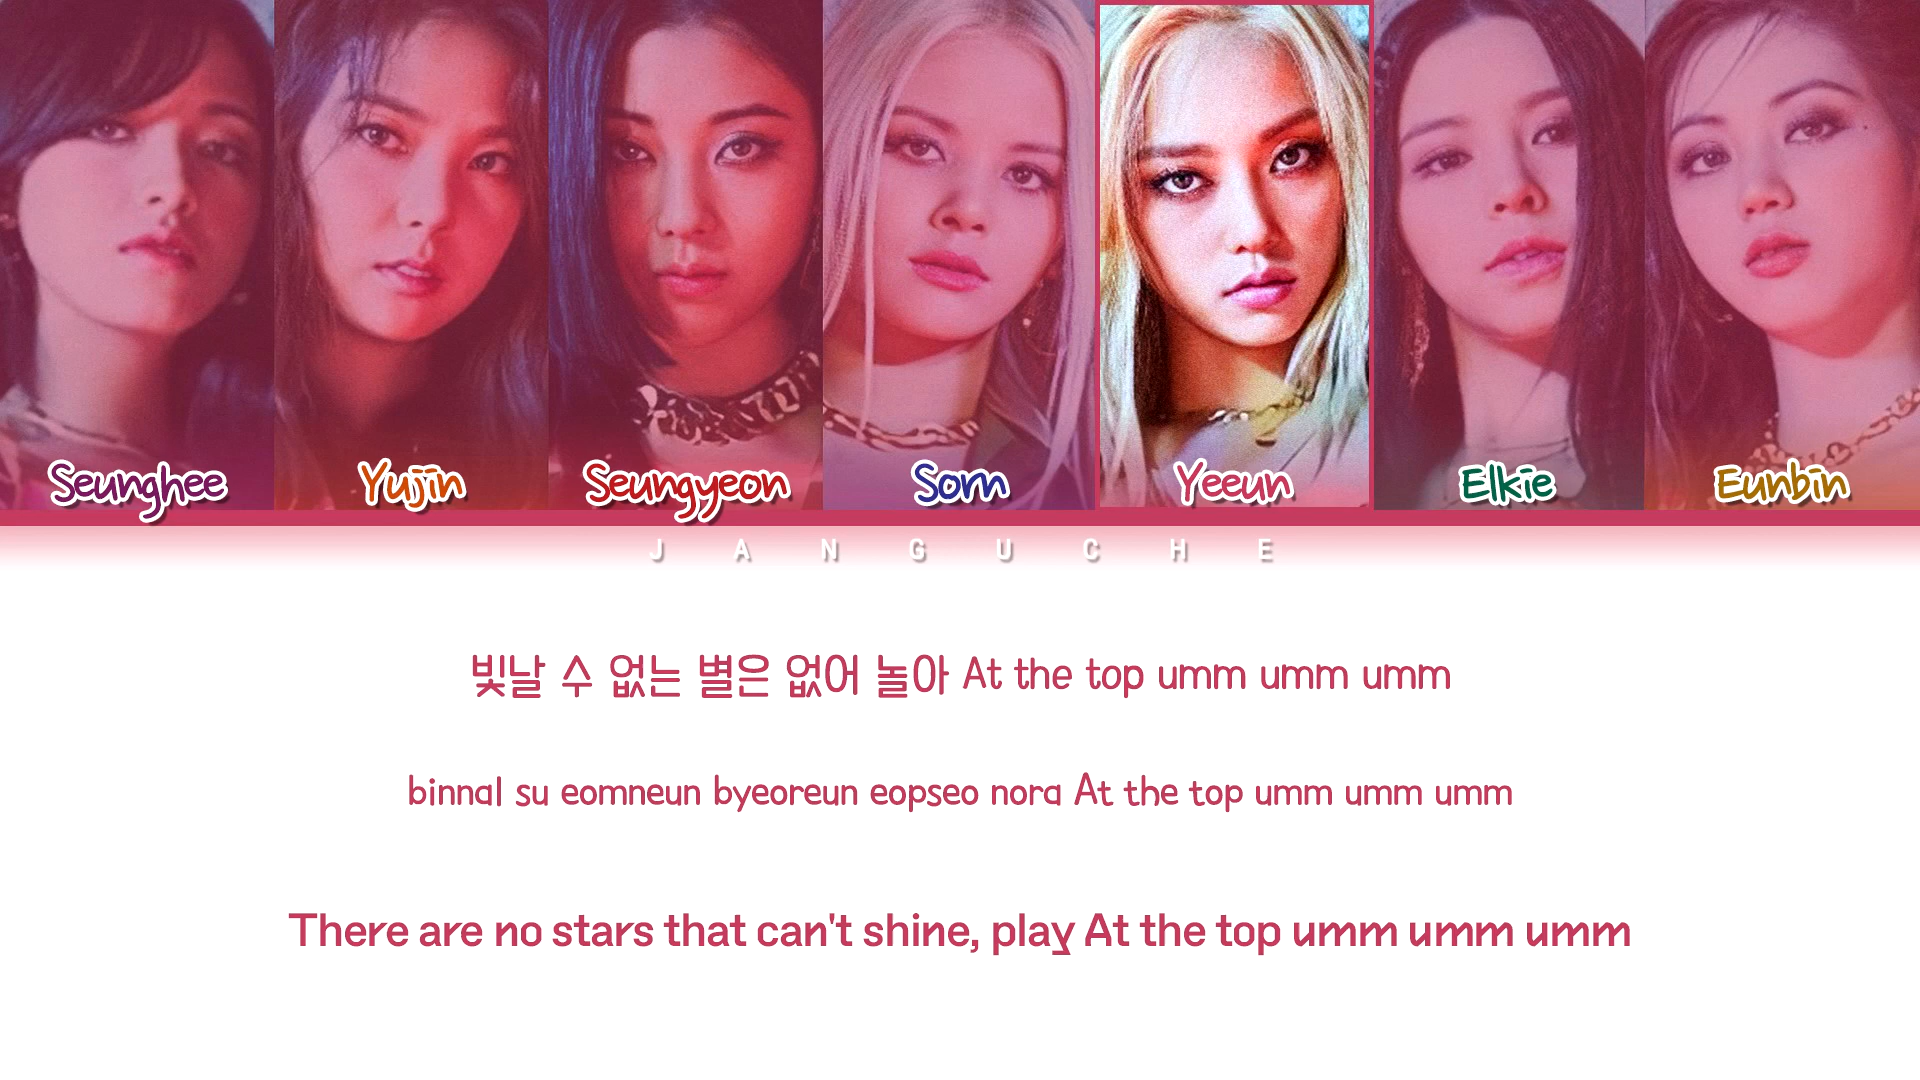 Seunghee Yujin Seungyeon Sorn Yeeun Elkie Eunbin
JANGUCHE
빛날 수 없는 별은 없어 놀아 At the top umm umm umm
binnal su eomneun byeoreun eopseo nora At the top umm umm umm
There are no stars that can't shine, play At the top umm umm umm